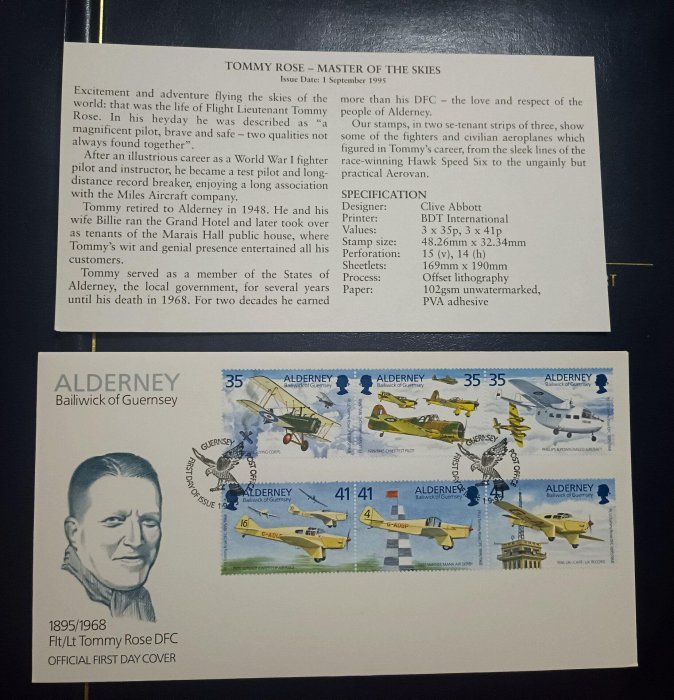 TOMMY ROSE – MASTER OF THE SKIES
Issue Date: 1 September 1995
Excitement and adventure flying the skies of the
world: that was the life of Flight Lieutenant Tommy
Rose. In his heyday he was described as “a
magnificent pilot, brave and safe – two qualities not
always found together”.
After an illustrious career as a World War I fighter
pilot and instructor, he became a test pilot and long-
distance record breaker, enjoying a long association
with the Miles Aircraft company.
Tommy retired to Alderney in 1948. He and his
wife Billie ran the Grand Hotel and later took over
as tenants of the Marais Hall public house, where
Tommy's wit and genial presence entertained all his
customers.
Tommy served as a member of the States of
Alderney, the local government, for several years
until his death in 1968. For two decades he earned
more than his DFC – the love and respect of the
people of Alderney.
Our stamps, in two se-tenant strips of three, show
some of the fighters and civilian aeroplanes which
figured in Tommy's career, from the sleek lines of the
race-winning Hawk Speed Six to the ungainly but
practical Aerovan.
SPECIFICATION
Designer: Clive Abbott
Printer: BDT International
Values: 3 x 35p, 3 x 41p
Stamp size: 48.26mm x 32.34mm
Perforation: 15 (v), 14 (h)
Sheetlets: 169mm x 190mm
Process: Offset lithography
Paper: 102gsm unwatermarked,
PVA adhesive
ALDERNEY
Bailiwick of Guernsey
35 ALDERNEY
Bailiwick of Guernsey
ALDERNEY 35
Bailiwick of Guernsey
35 ALDERNEY
Bailiwick of Guernsey
GUERNSEY POST OFFICE
FIRST DAY OF ISSUE
GUERNSEY POST OFFICE
FIRST DAY OF
ALDERNEY 41
Bailiwick of Guernsey
16
G-ADLC
41 ALDERNEY
Bailiwick of Guernsey
4
41 ALDERNEY
Bailiwick of Guernsey
1895/1968
Flt/Lt Tommy Rose DFC
OFFICIAL FIRST DAY COVER